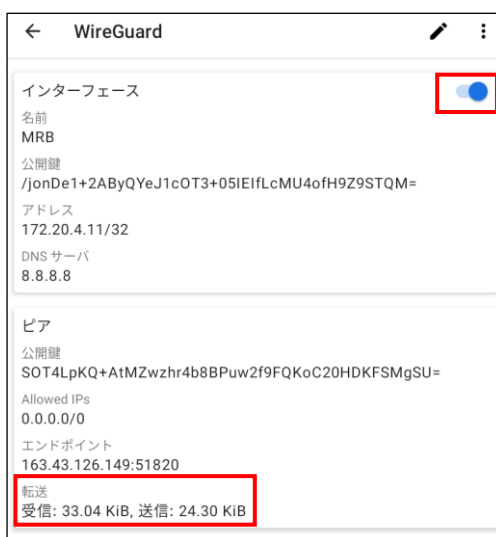 WireGuard
インターフェース
名前
MRB
公開鍵
/jonDe1+2AByQYeJ1cOT3+05IEIfLcMU4ofH9Z9STQM=
アドレス
172.20.4.11/32
DNS サーバ
8.8.8.8
ピア
公開鍵
SOT4LpKQ+AtMZwzhr4b8BPuw2f9FQKoC20HDKFSMgSU=
Allowed IPs
0.0.0.0/0
エンドポイント
163.43.126.149:51820
転送
受信: 33.04 KiB, 送信: 24.30 KiB